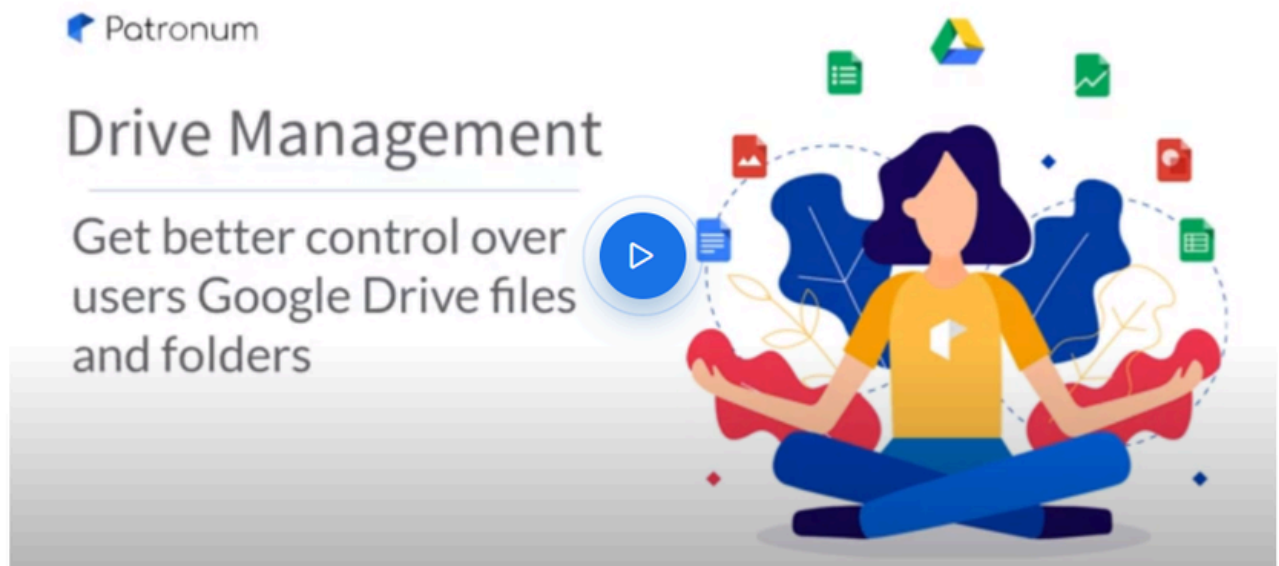 Patronum
Drive Management
Get better control over
users Google Drive files
and folders